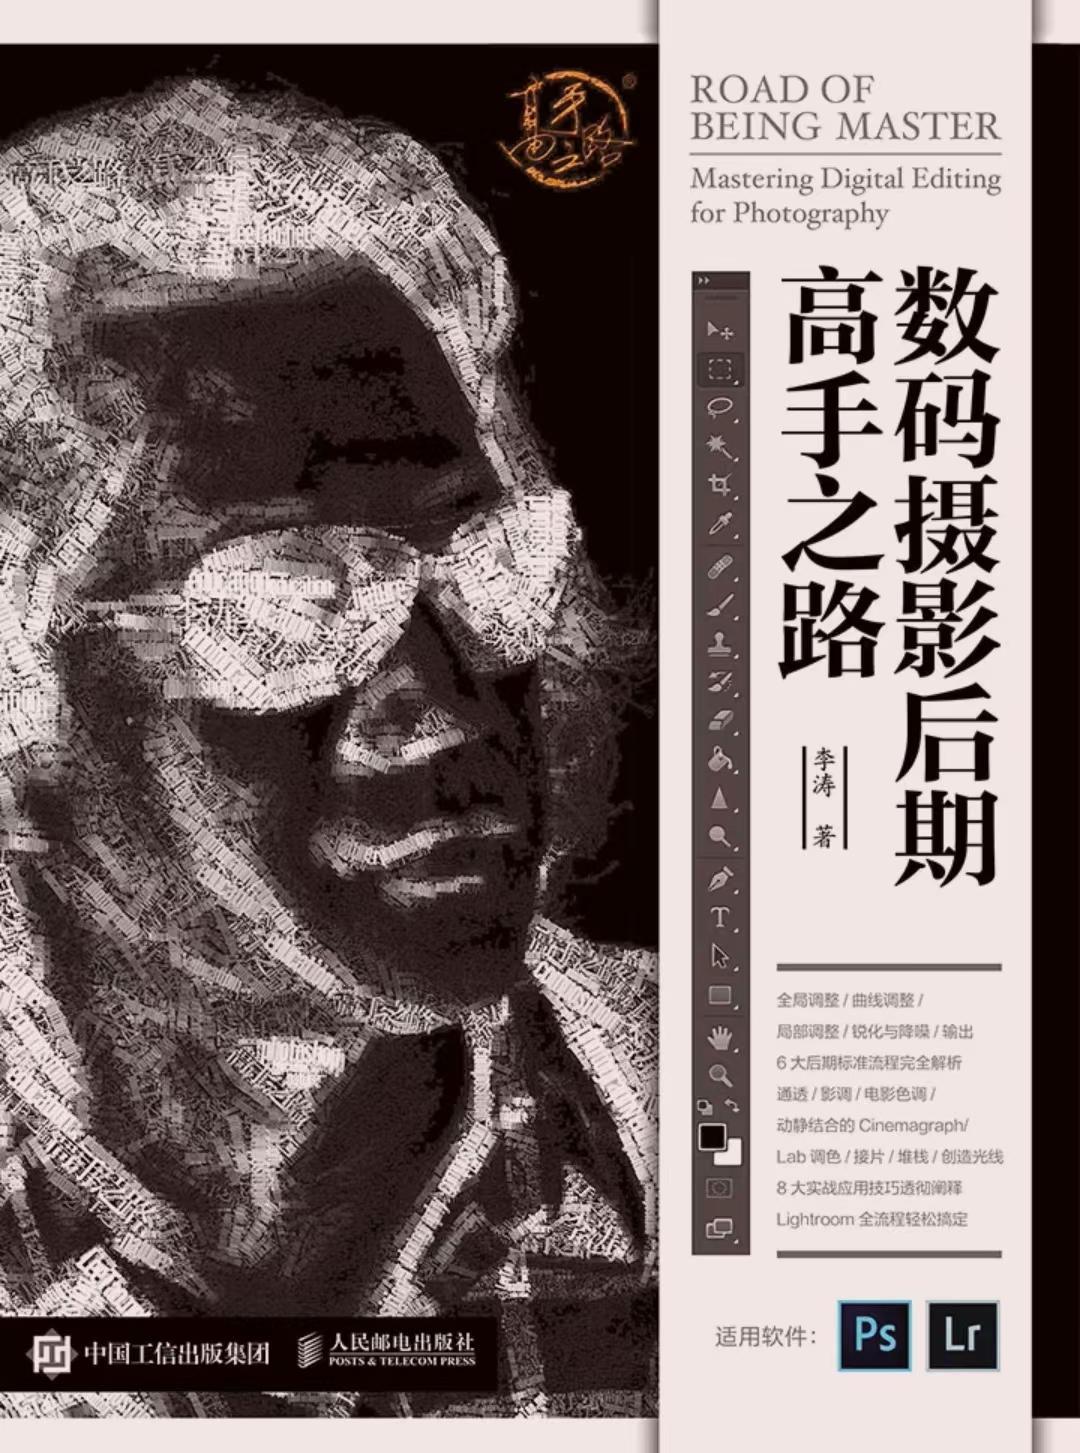 高手之路
®
ROAD OF
BEING MASTER
Mastering Digital Editing
for Photography
数码摄影后期
高手之路
李涛 著
T
全局调整 / 曲线调整 /
局部调整 / 锐化与降噪 / 输出
6 大后期标准流程完全解析
通透 / 影调 / 电影色调 /
动静结合的 Cinemagraph/
Lab 调色 / 接片 / 堆栈 / 创造光线
8 大实战应用技巧透彻阐释
Lightroom 全流程轻松搞定
适用软件：
Ps
Lr
中国工信出版集团
人民邮电出版社
POSTS & TELECOM PRESS